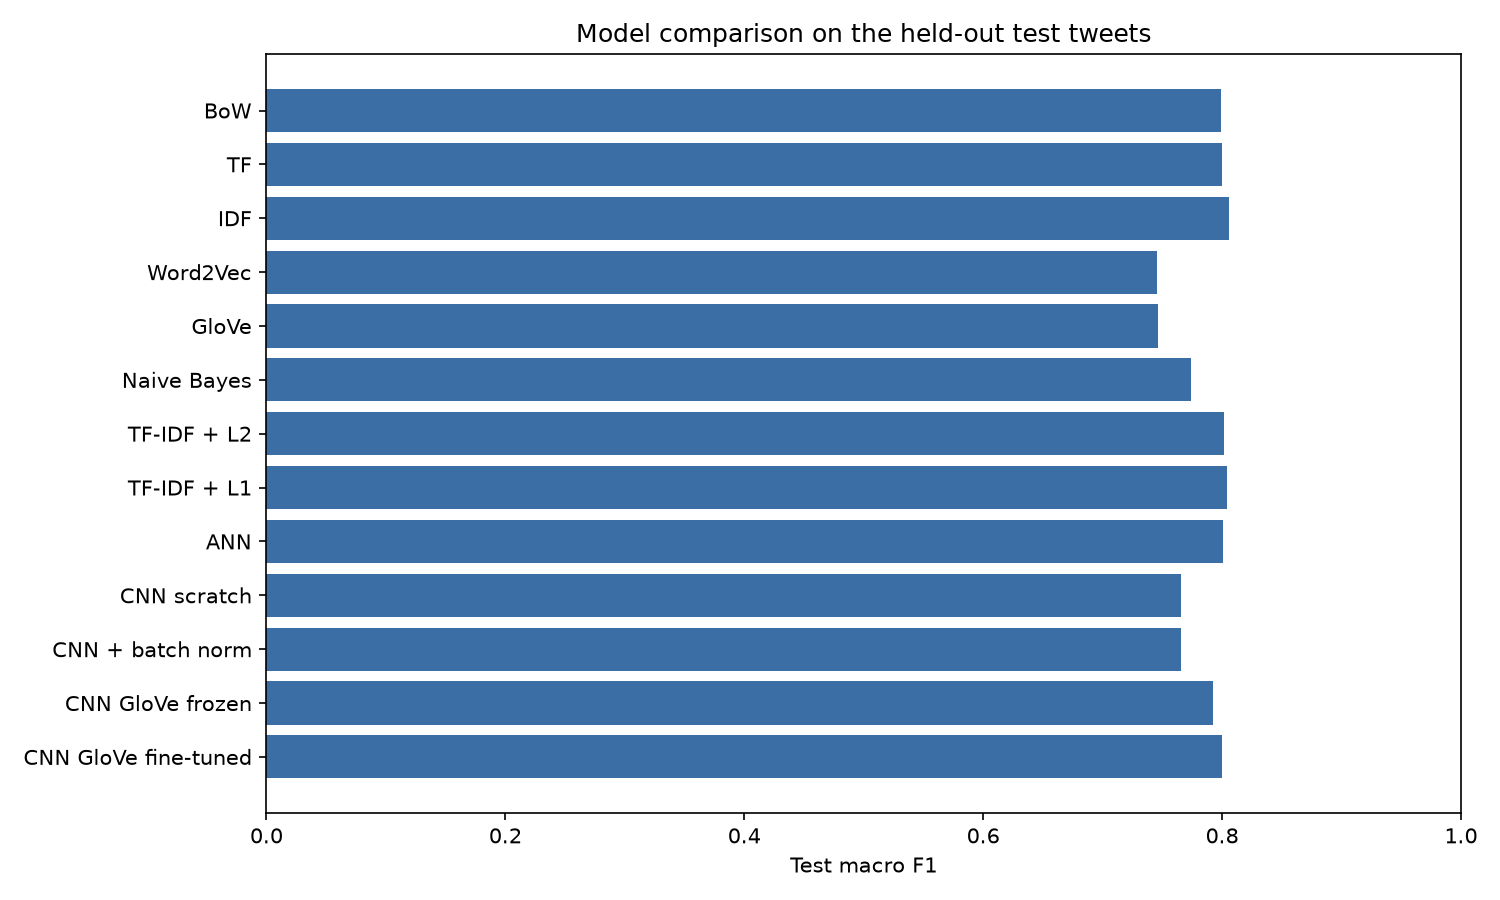 Model comparison on the held-out test tweets
BoW
TF
IDF
Word2Vec
GloVe
Naive Bayes
TF-IDF + L2
TF-IDF + L1
ANN
CNN scratch
CNN + batch norm
CNN GloVe frozen
CNN GloVe fine-tuned
0.0 0.2 0.4 0.6 0.8 1.0
Test macro F1